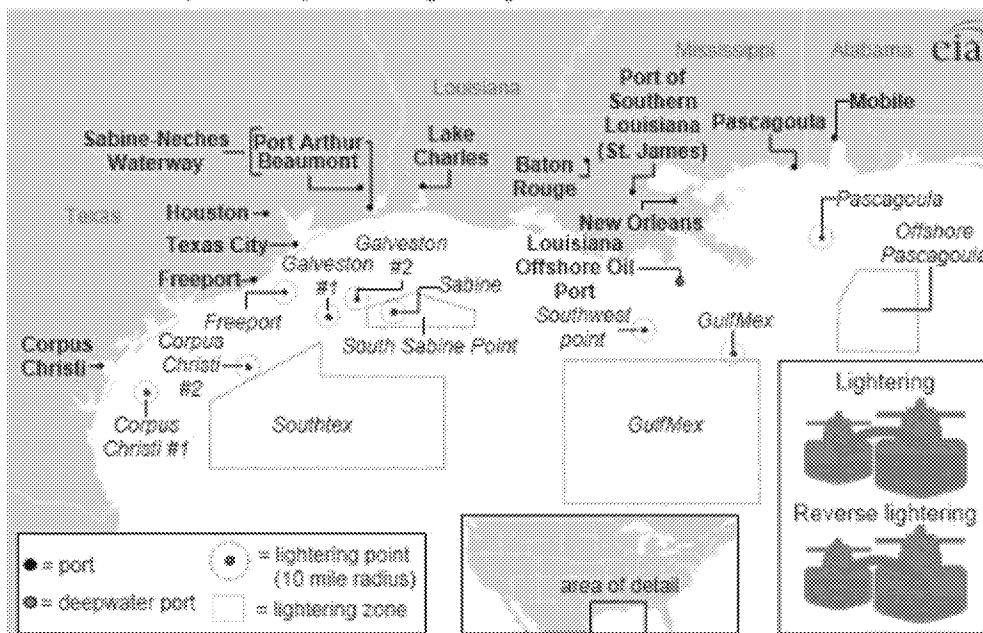 Mississippi
Alabama
eia
Louisiana
Port of
Southern
Louisiana
(St. James)
Pascagoula
Mobile
Sabine-Neches
Waterway
Port Arthur
Beaumont
Lake
Charles
Baton
Rouge
Pascagoula
Texas
Houston
New Orleans
Offshore
Pascagoula
Texas City
Galveston
#2
Louisiana
Offshore Oil
Port
Galveston
#1
Freeport
Sabine
Freeport
Southwest
point
GulfMex
South Sabine Point
Corpus
Christi
Corpus
Christi
#2
Lightering
Corpus
Christi #1
Southtex
GulfMex
Reverse lightering
= port
= lightering point
(10 mile radius)
area of detail
= deepwater port
= lightering zone